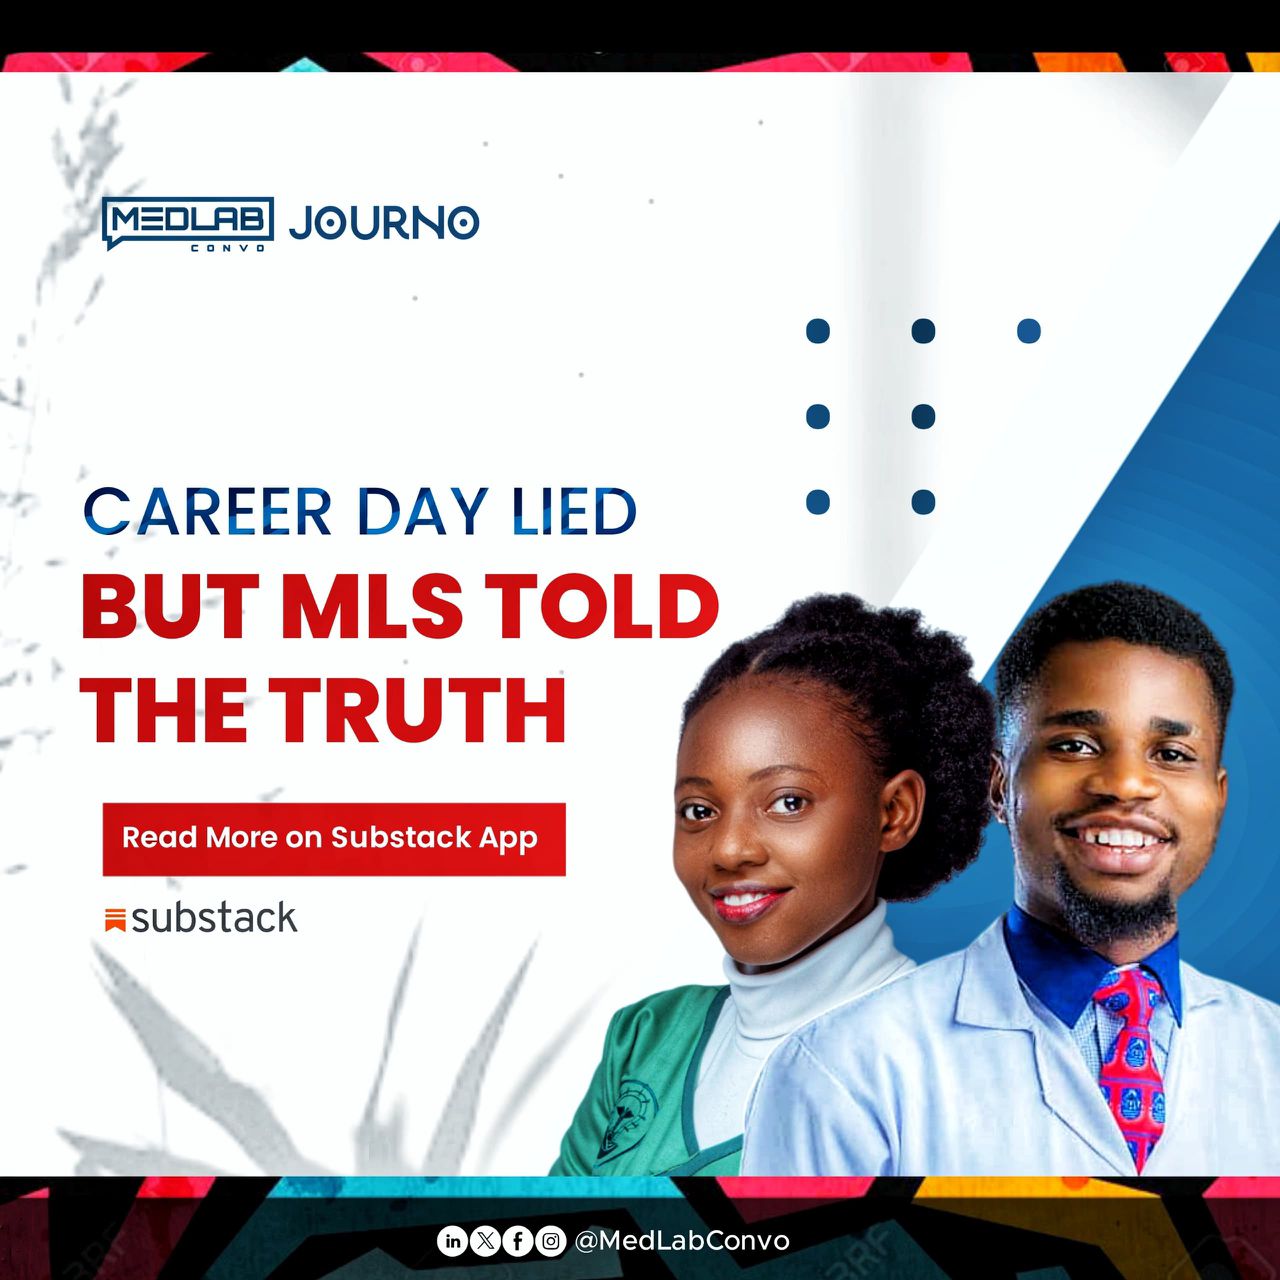 MEDLAB JOURNO
CONVO
CAREER DAY LIED
BUT MLS TOLD
THE TRUTH
Read More on Substack App
substack
@MedLabConvo